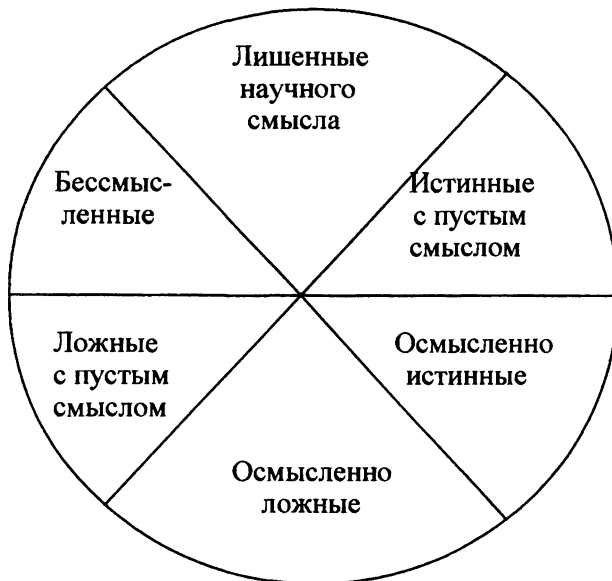 Лишенные
научного
смысла
Бессмыс-
ленные
Истинные
с пустым
смыслом
Ложные
с пустым
смыслом
Осмысленно
истинные
Осмысленно
ложные